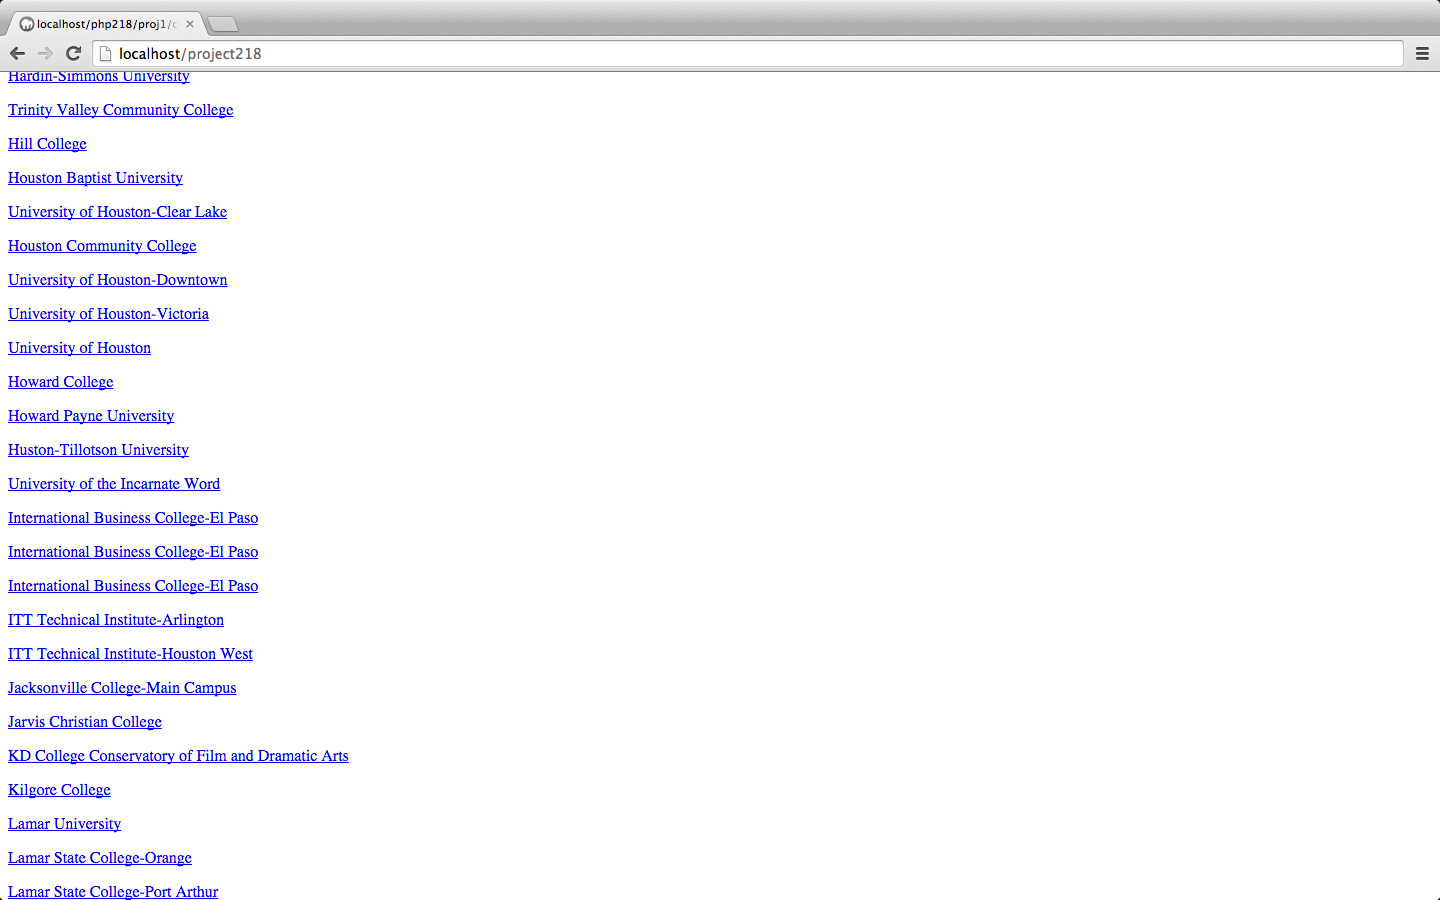 localhost/php218/proj1/c
localhost/project218
Hardin-Simmons University
Trinity Valley Community College
Hill College
Houston Baptist University
University of Houston-Clear Lake
Houston Community College
University of Houston-Downtown
University of Houston-Victoria
University of Houston
Howard College
Howard Payne University
Huston-Tillotson University
University of the Incarnate Word
International Business College-El Paso
International Business College-El Paso
International Business College-El Paso
ITT Technical Institute-Arlington
ITT Technical Institute-Houston West
Jacksonville College-Main Campus
Jarvis Christian College
KD College Conservatory of Film and Dramatic Arts
Kilgore College
Lamar University
Lamar State College-Orange
Lamar State College-Port Arthur